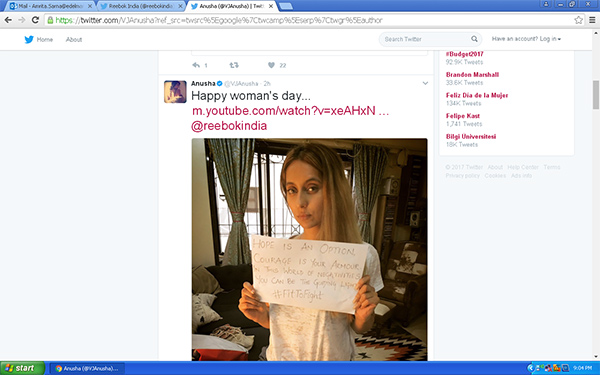 Mail - Amrita.Sarna@edelm
Reebok India (@reebokindia
Anusha (@VJAnusha) | Twitt
https://twitter.com/VJAnusha?ref_src=twsrc%5Egoogle%7Ctwcamp%5Eserp%7Ctwgr%5Eauthor
Home
About
Search Twitter
Have an account? Log in
1
22
Anusha @VJAnusha · 2h
Happy woman's day...
m.youtube.com/watch?v=xeAHxN ...
@reebokindia
HOPE IS AN OPTION,
COURAGE IS YOUR ARMOUR
IN THIS WORLD OF NEGATIVITIES
YOU CAN BE THE GUIDING LIGHT
#FitToFight
#Budget2017
92.9K Tweets
Brandon Marshall
33.6K Tweets
Feliz Día de la Mujer
134K Tweets
Felipe Kast
1,741 Tweets
Bilgi Universitesi
18K Tweets
© 2017 Twitter About Help Center Terms
Privacy policy Cookies Ads info
start
Anusha (@VJAnusha)...
9:04 PM